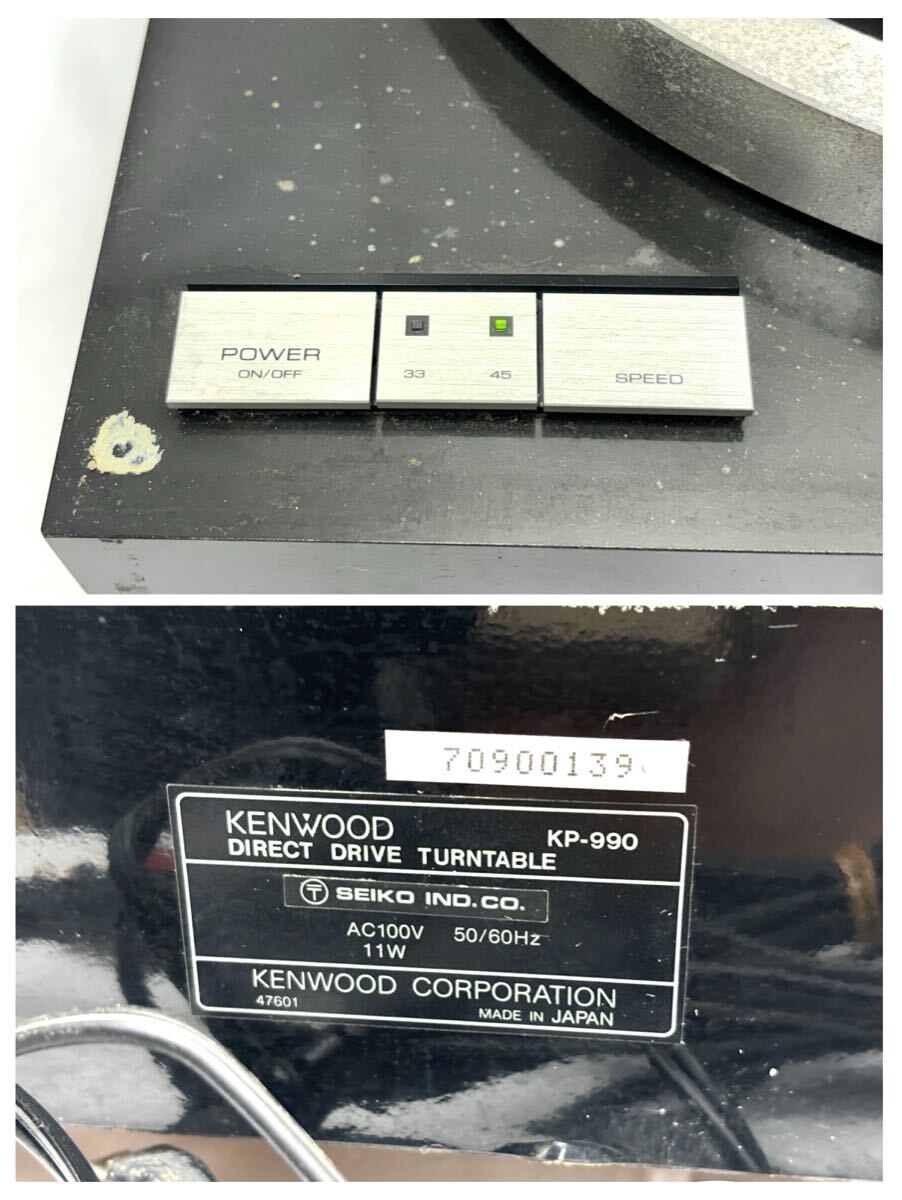 POWER
ON/OFF
33 45
SPEED
70900139
KENWOOD KP-990
DIRECT DRIVE TURNTABLE
SEIKO IND. CO.
AC100V 50/60Hz
11W
KENWOOD CORPORATION
47601 MADE IN JAPAN